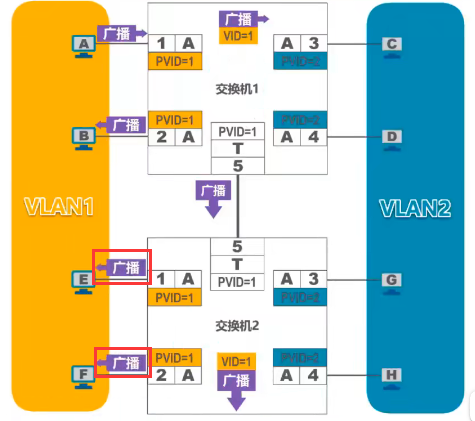 广播
广播
VID=1
A
1 A
A 3
C
PVID=1
PVID=2
交换机1
广播
PVID=1
PVID=2
B
2 A
PVID=1
A 4
D
T
5
VLAN1
广播
VLAN2
5
广播
T
E
1 A
PVID=1
A 3
G
PVID=1
PVID=2
交换机2
广播
PVID=1
VID=1
PVID=2
F
2 A
广播
A 4
H